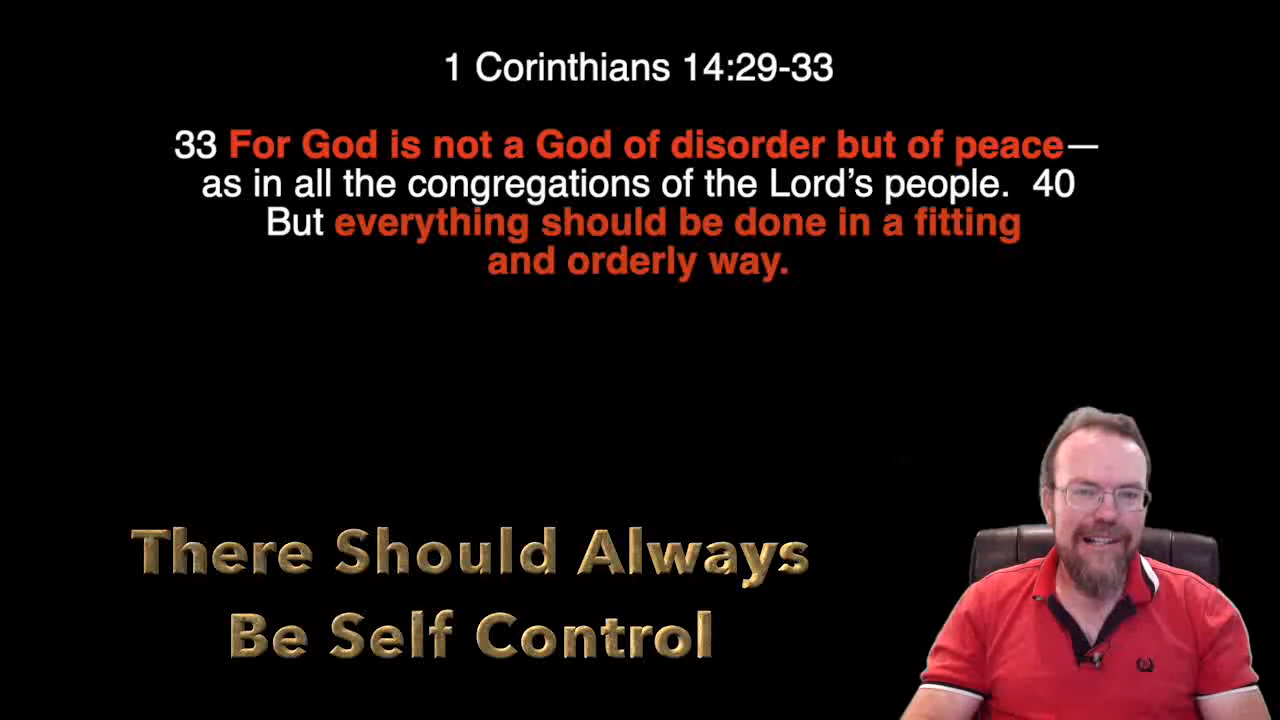 1 Corinthians 14:29-33
33 For God is not a God of disorder but of peace—
as in all the congregations of the Lord’s people.  40
But everything should be done in a fitting
and orderly way.
There Should Always
Be Self Control